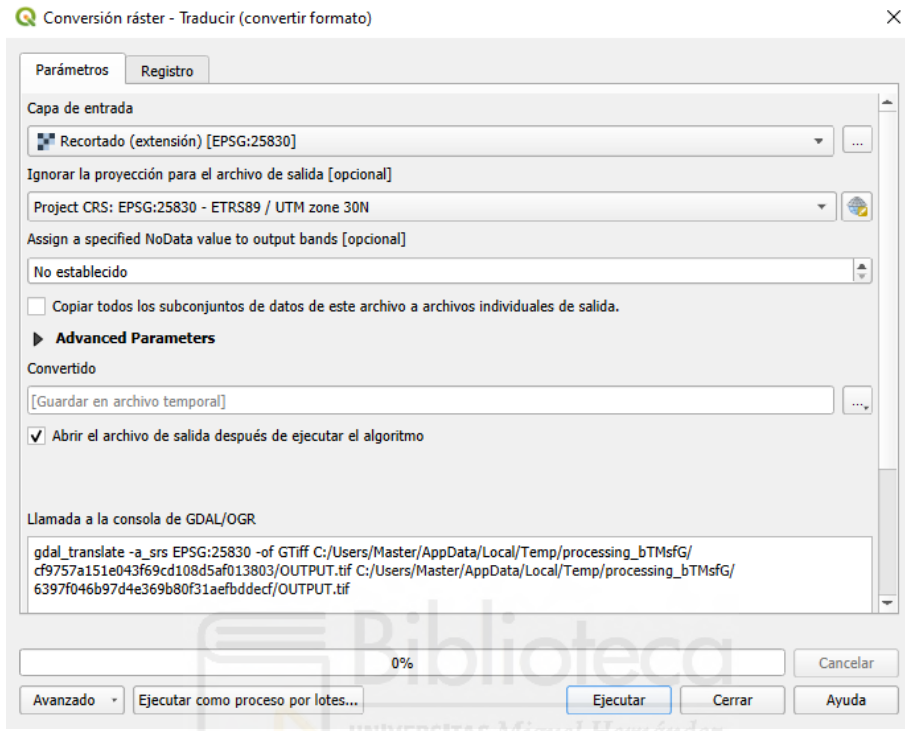 Conversión ráster - Traducir (convertir formato)
Parámetros
Registro
Capa de entrada
Recortado (extensión) [EPSG:25830]
...
Ignorar la proyección para el archivo de salida [opcional]
Project CRS: EPSG:25830 - ETRS89 / UTM zone 30N
Assign a specified NoData value to output bands [opcional]
No establecido
Copiar todos los subconjuntos de datos de este archivo a archivos individuales de salida.
Advanced Parameters
Convertido
[Guardar en archivo temporal]
...
Abrir el archivo de salida después de ejecutar el algoritmo
Llamada a la consola de GDAL/OGR
gdal_translate -a_srs EPSG:25830 -of GTiff C:/Users/Master/AppData/Local/Temp/processing_bTMsfG/
cf9757a151e043f69cd108d5af013803/OUTPUT.tif C:/Users/Master/AppData/Local/Temp/processing_bTMsfG/
6397f046b97d4e369b80f31aefbddecf/OUTPUT.tif
Biblioteca
0%
Cancelar
Avanzado
Ejecutar como proceso por lotes...
Ejecutar
Cerrar
Ayuda
UNIVERSITAS Miguel Hernández